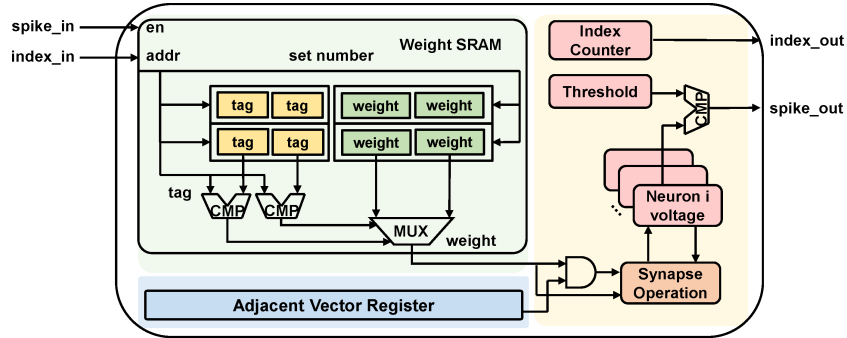 spike_in
index_in
en
addr
set number
Weight SRAM
tag
tag
weight
weight
tag
tag
weight
weight
tag
CMP
CMP
MUX
weight
Adjacent Vector Register
Index
Counter
Threshold
CMP
Neuron i
voltage
...
Synapse
Operation
index_out
spike_out